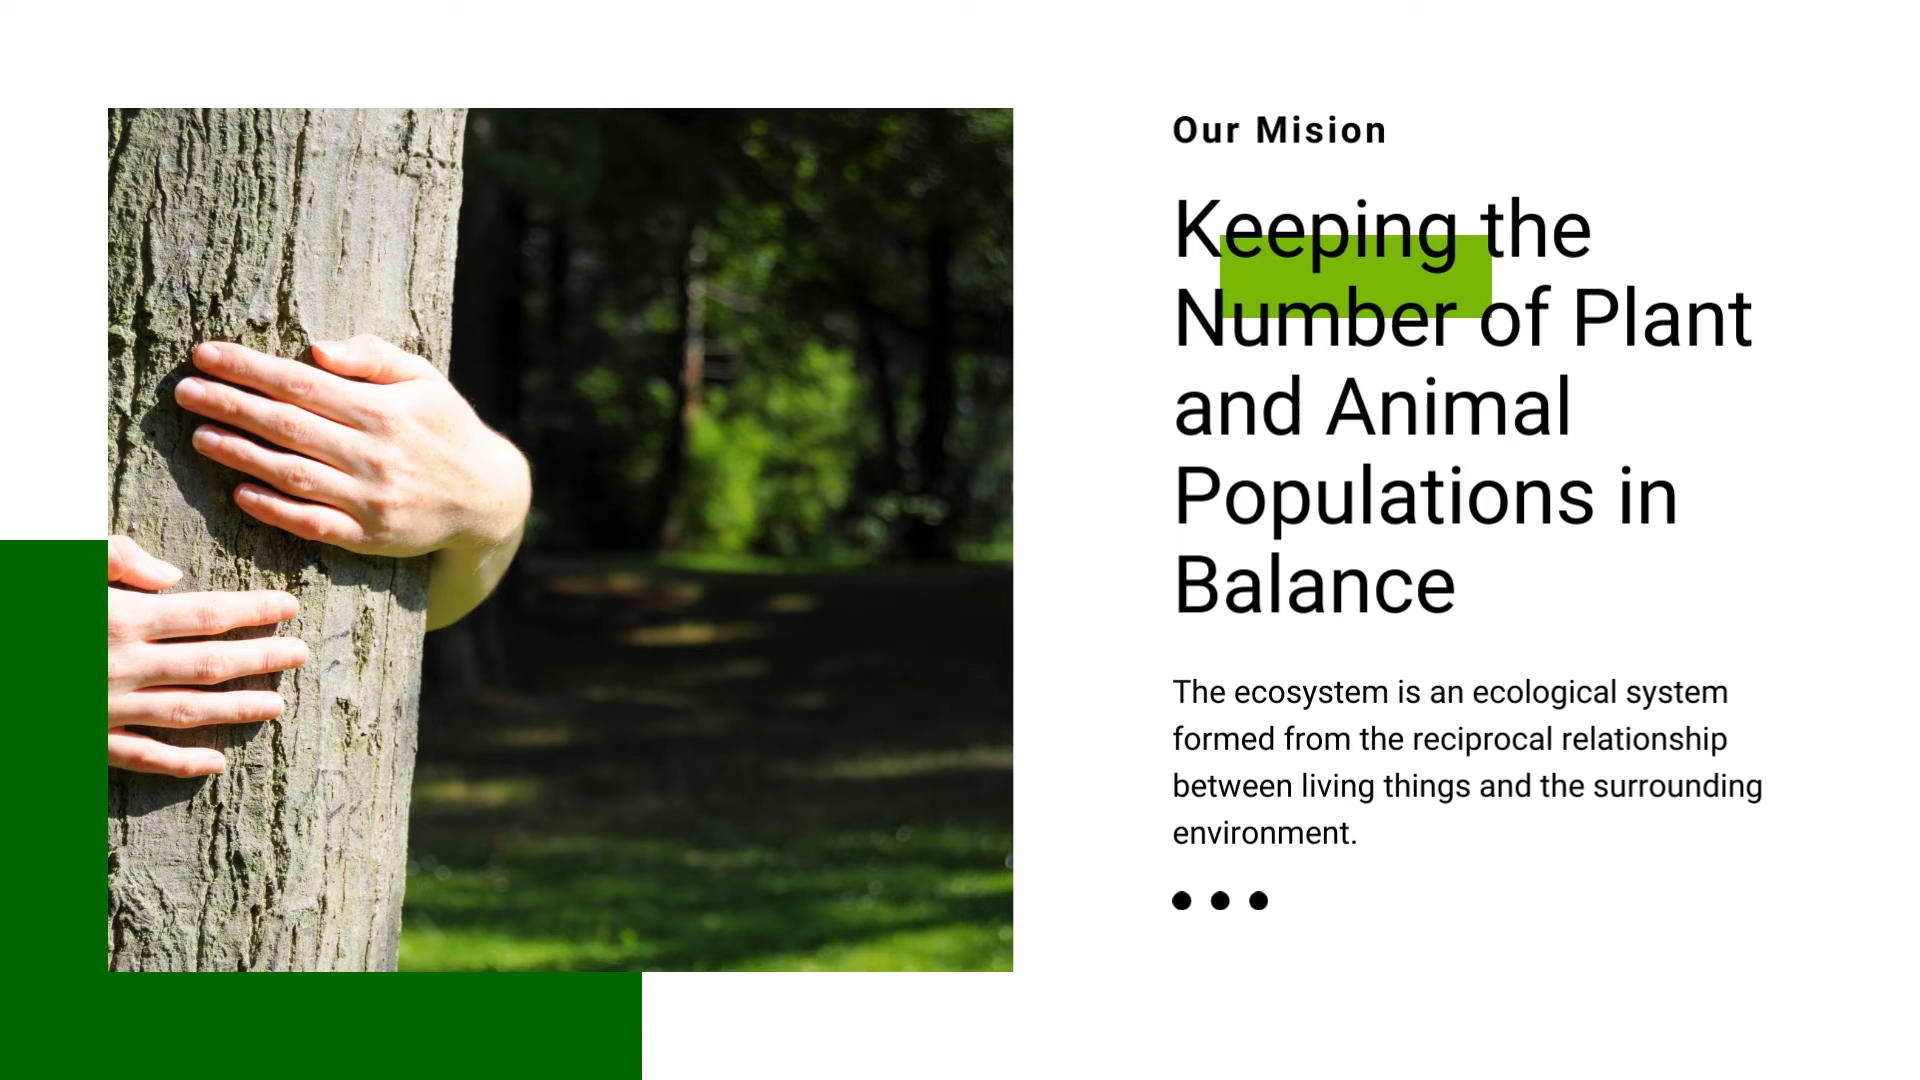 Our Mision
Keeping the
Number of Plant
and Animal
Populations in
Balance
The ecosystem is an ecological system
formed from the reciprocal relationship
between living things and the surrounding
environment.